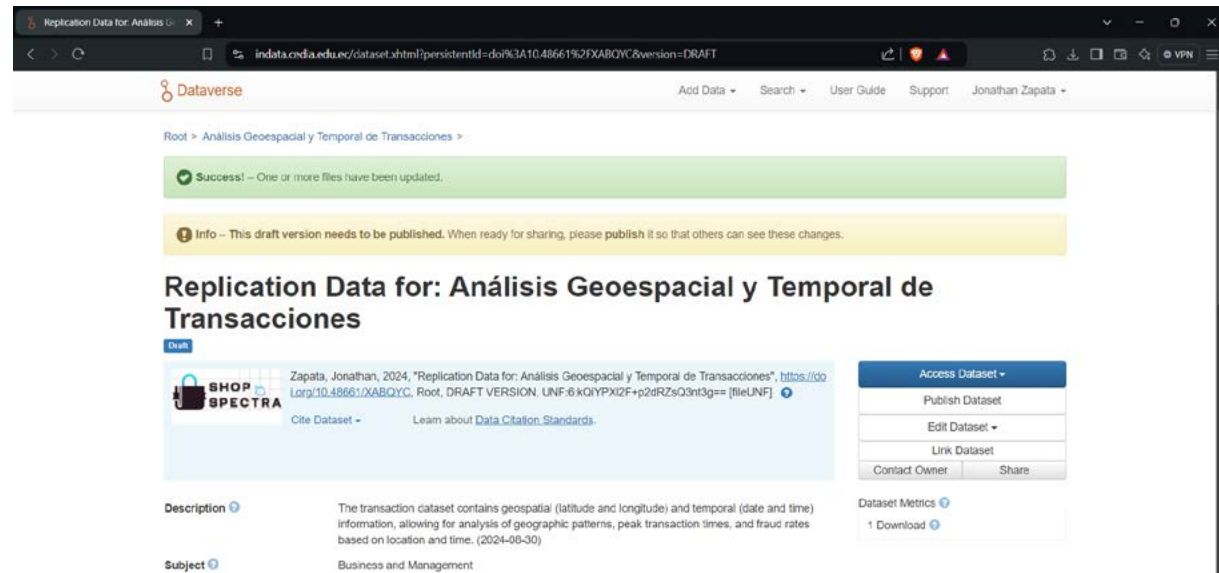 Replication Data for: Análisis G
indata.cedia.edu.ec/dataset.xhtml?persistentId=doi%3A10.48661%2FXABQYC&version=DRAFT
VPN
Dataverse
Add Data
Search
User Guide
Support
Jonathan Zapata
Root > Análisis Geoespacial y Temporal de Transacciones >
Success! – One or more files have been updated.
Info – This draft version needs to be published. When ready for sharing, please publish it so that others can see these changes.
Replication Data for: Análisis Geoespacial y Temporal de
Transacciones
Draft
SHOP
SPECTRA
Zapata, Jonathan, 2024, "Replication Data for: Análisis Geoespacial y Temporal de Transacciones", https://do
i.org/10.48661/XABQYC, Root, DRAFT VERSION, UNF:6:kQiYPXI2F+p2dRZsQ3nt3g== [fileUNF]
Cite Dataset
Learn about Data Citation Standards.
Access Dataset
Publish Dataset
Edit Dataset
Link Dataset
Contact Owner
Share
Dataset Metrics
1 Download
Description
The transaction dataset contains geospatial (latitude and longitude) and temporal (date and time)
information, allowing for analysis of geographic patterns, peak transaction times, and fraud rates
based on location and time. (2024-08-30)
Subject
Business and Management